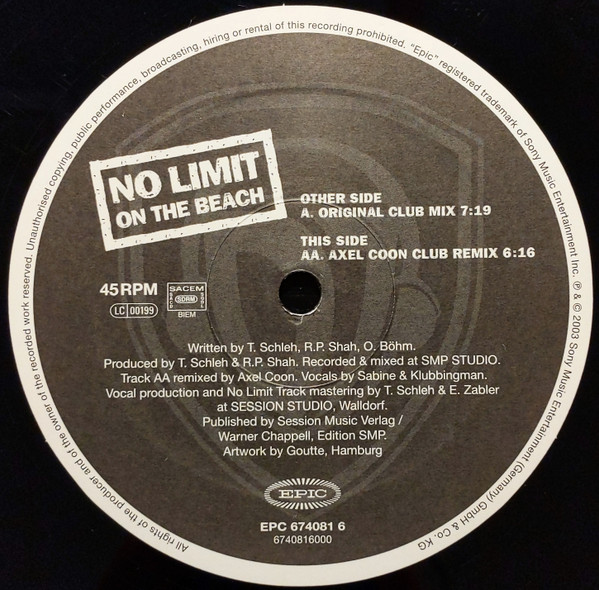 All rights of the producer and of the owner of the recorded work reserved. Unauthorised copying, public performance, broadcasting, hiring or rental of this recording prohibited. "Epic" registered trademark of Sony Music Entertainment Inc. ℗ & © 2003 Sony Music Entertainment (Germany) GmbH & Co. KG
NO LIMIT
ON THE BEACH
OTHER SIDE
A. ORIGINAL CLUB MIX 7:19
THIS SIDE
AA. AXEL COON CLUB REMIX 6:16
45 RPM
LC 00199
SACEM
SDRM
BIEM
Written by T. Schleh, R.P. Shah, O. Böhm.
Produced by T. Schleh & R.P. Shah. Recorded & mixed at SMP STUDIO.
Track AA remixed by Axel Coon. Vocals by Sabine & Klubbingman.
Vocal production and No Limit Track mastering by T. Schleh & E. Zabler
at SESSION STUDIO, Walldorf.
Published by Session Music Verlag /
Warner Chappell, Edition SMP.
Artwork by Goutte, Hamburg
EPIC
EPC 674081 6
6740816000